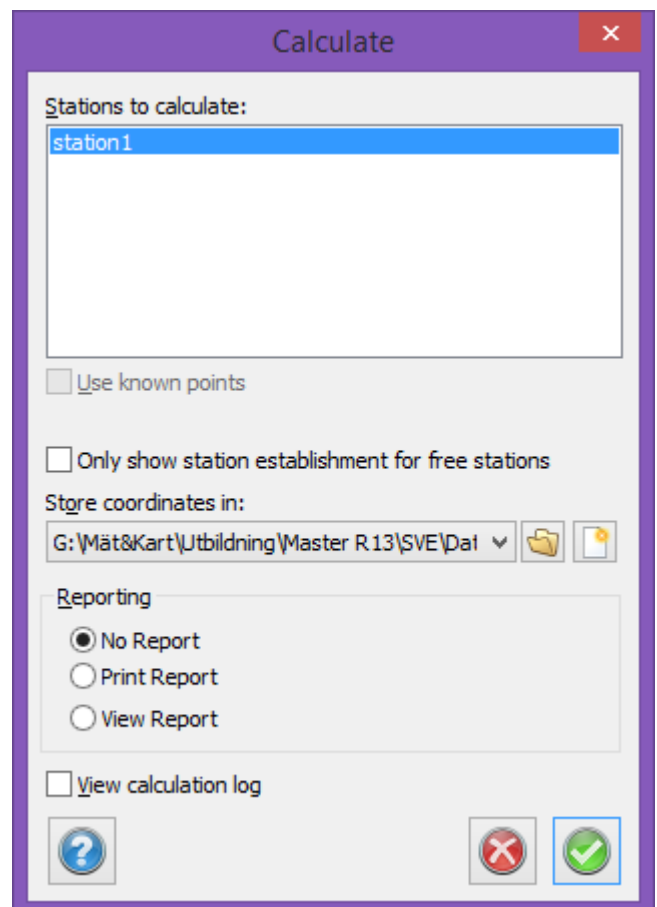 Calculate
Stations to calculate:
station1
Use known points
Only show station establishment for free stations
Store coordinates in:
G:\Mät&Kart\Utbildning\Master R13\SVE\Dat
Reporting
No Report
Print Report
View Report
View calculation log